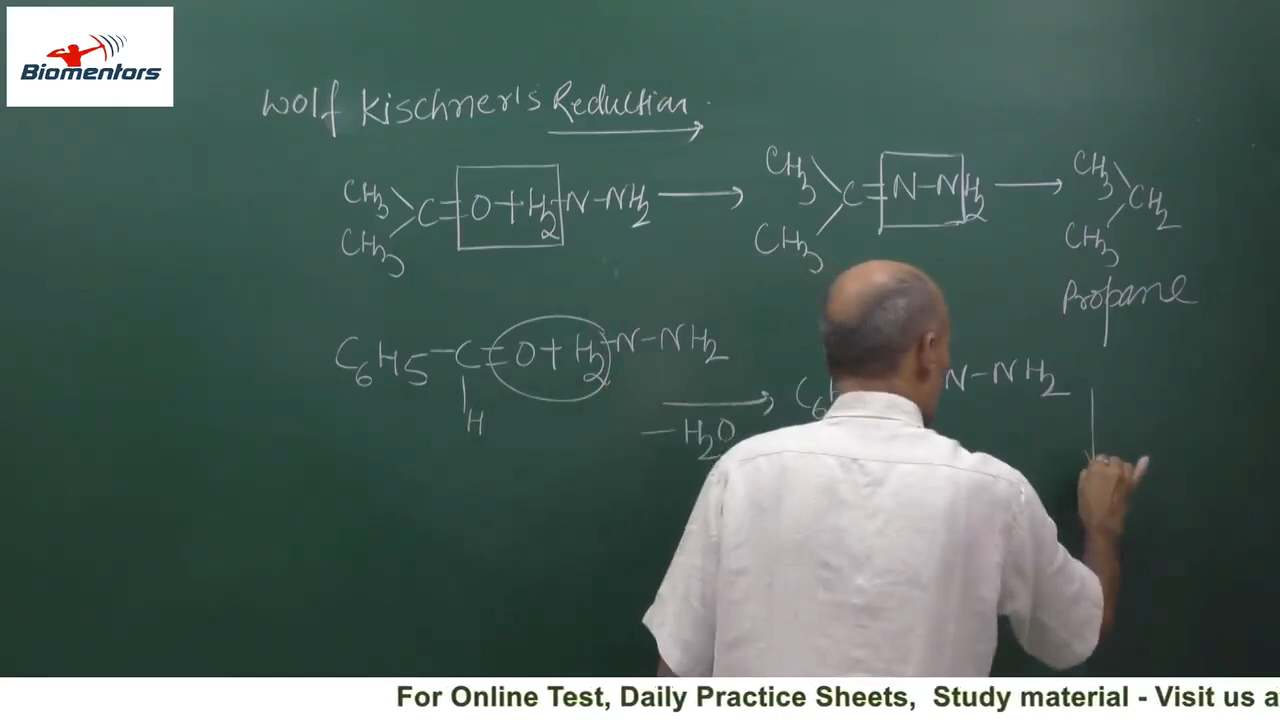 Biomentors
Wolf Kischner's Reduction
CH3 CH3 C=O+H2N-NH2 → CH3 CH3 C=N-NH2 → CH3 CH3 CH2
Propane
C6H5-C=O+H2N-NH2
H
-H2O
C6H N-NH2
For Online Test, Daily Practice Sheets, Study material - Visit us a